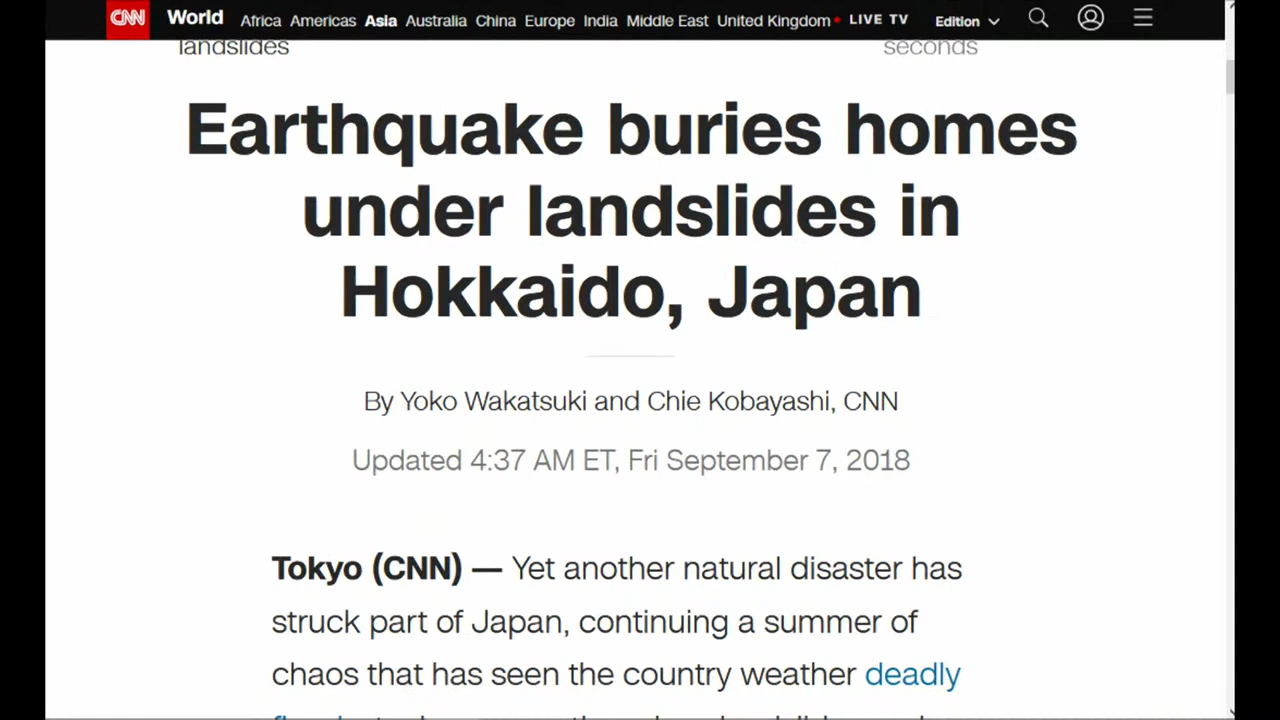 CNN World Africa Americas Asia Australia China Europe India Middle East United Kingdom • LIVE TV Edition
landslides seconds
Earthquake buries homes
under landslides in
Hokkaido, Japan
By Yoko Wakatsuki and Chie Kobayashi, CNN
Updated 4:37 AM ET, Fri September 7, 2018
Tokyo (CNN) — Yet another natural disaster has
struck part of Japan, continuing a summer of
chaos that has seen the country weather deadly